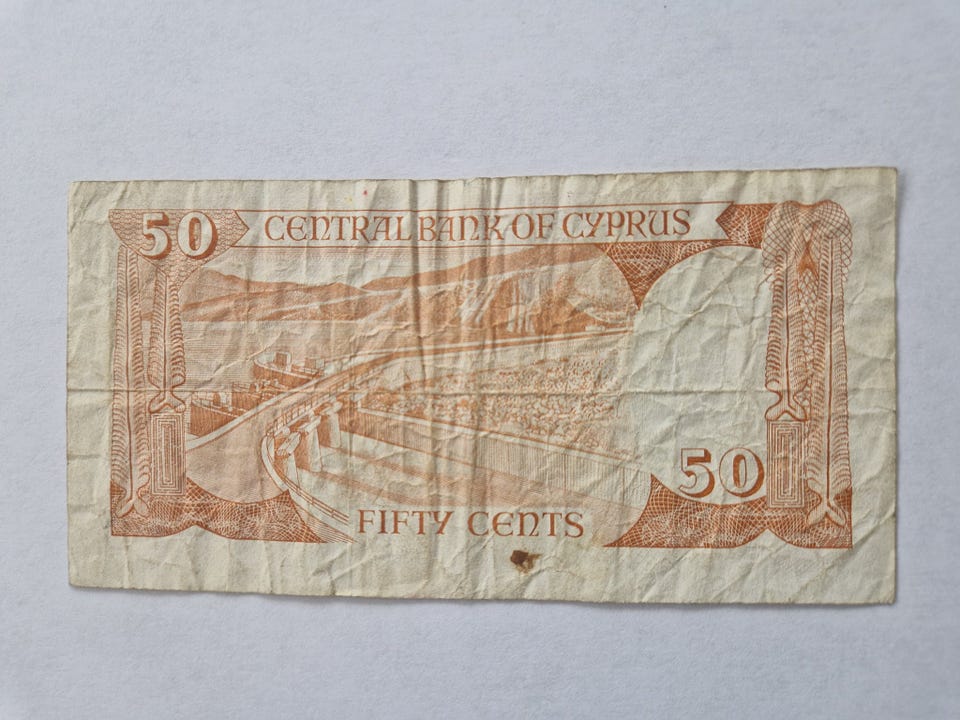 50 CENTRAL BANK OF CYPRUS
50
FIFTY CENTS